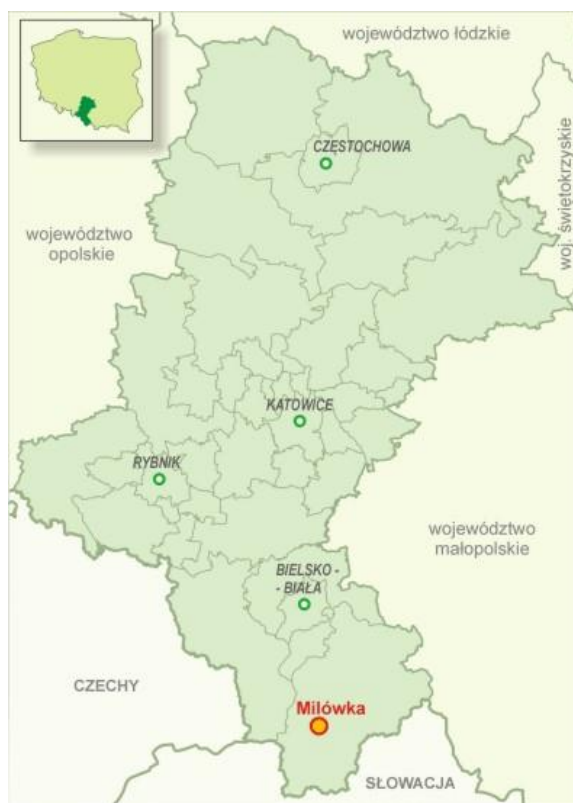 województwo łódzkie
CZĘSTOCHOWA
woj. świętokrzyskie
województwo
opolskie
KATOWICE
RYBNIK
województwo
małopolskie
BIELSKO -
- BIAŁA
CZECHY
Milówka
SŁOWACJA